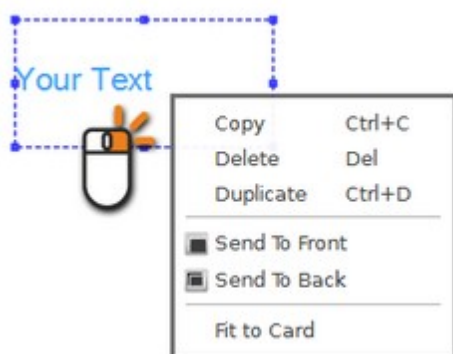 Your Text
Copy Ctrl+C
Delete Del
Duplicate Ctrl+D
Send To Front
Send To Back
Fit to Card